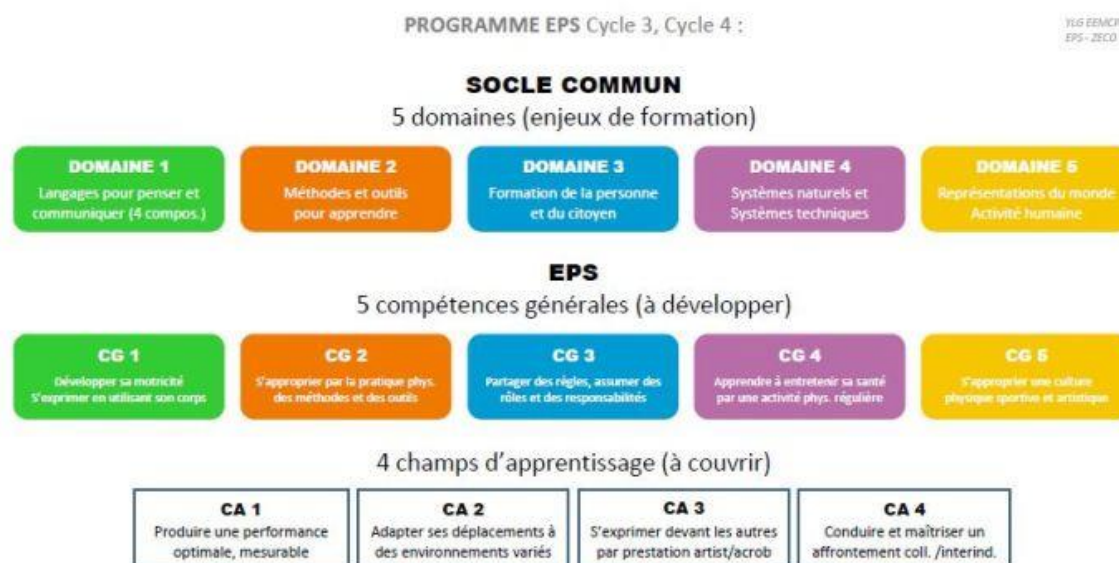 PROGRAMME EPS Cycle 3, Cycle 4 :
YLG EEMCP
EPS - ZECO
SOCLE COMMUN
5 domaines (enjeux de formation)
DOMAINE 1
Langages pour penser et
communiquer (4 compos.)
DOMAINE 2
Méthodes et outils
pour apprendre
DOMAINE 3
Formation de la personne
et du citoyen
DOMAINE 4
Systèmes naturels et
Systèmes techniques
DOMAINE 5
Représentations du monde
Activité humaine
EPS
5 compétences générales (à développer)
CG 1
Développer sa motricité
S'exprimer en utilisant son corps
CG 2
S'approprier par la pratique phys.
des méthodes et des outils
CG 3
Partager des règles, assumer des
rôles et des responsabilités
CG 4
Apprendre à entretenir sa santé
par une activité phys. régulière
CG 5
S'approprier une culture
physique sportive et artistique
4 champs d'apprentissage (à couvrir)
CA 1
Produire une performance
optimale, mesurable
CA 2
Adapter ses déplacements à
des environnements variés
CA 3
S'exprimer devant les autres
par prestation artist/acrob
CA 4
Conduire et maîtriser un
affrontement coll. /interind.